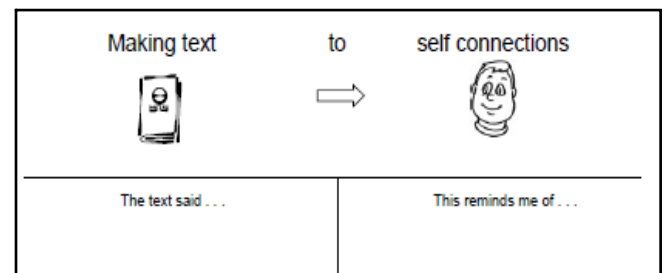 Making text to self connections
The text said . . . This reminds me of . . .